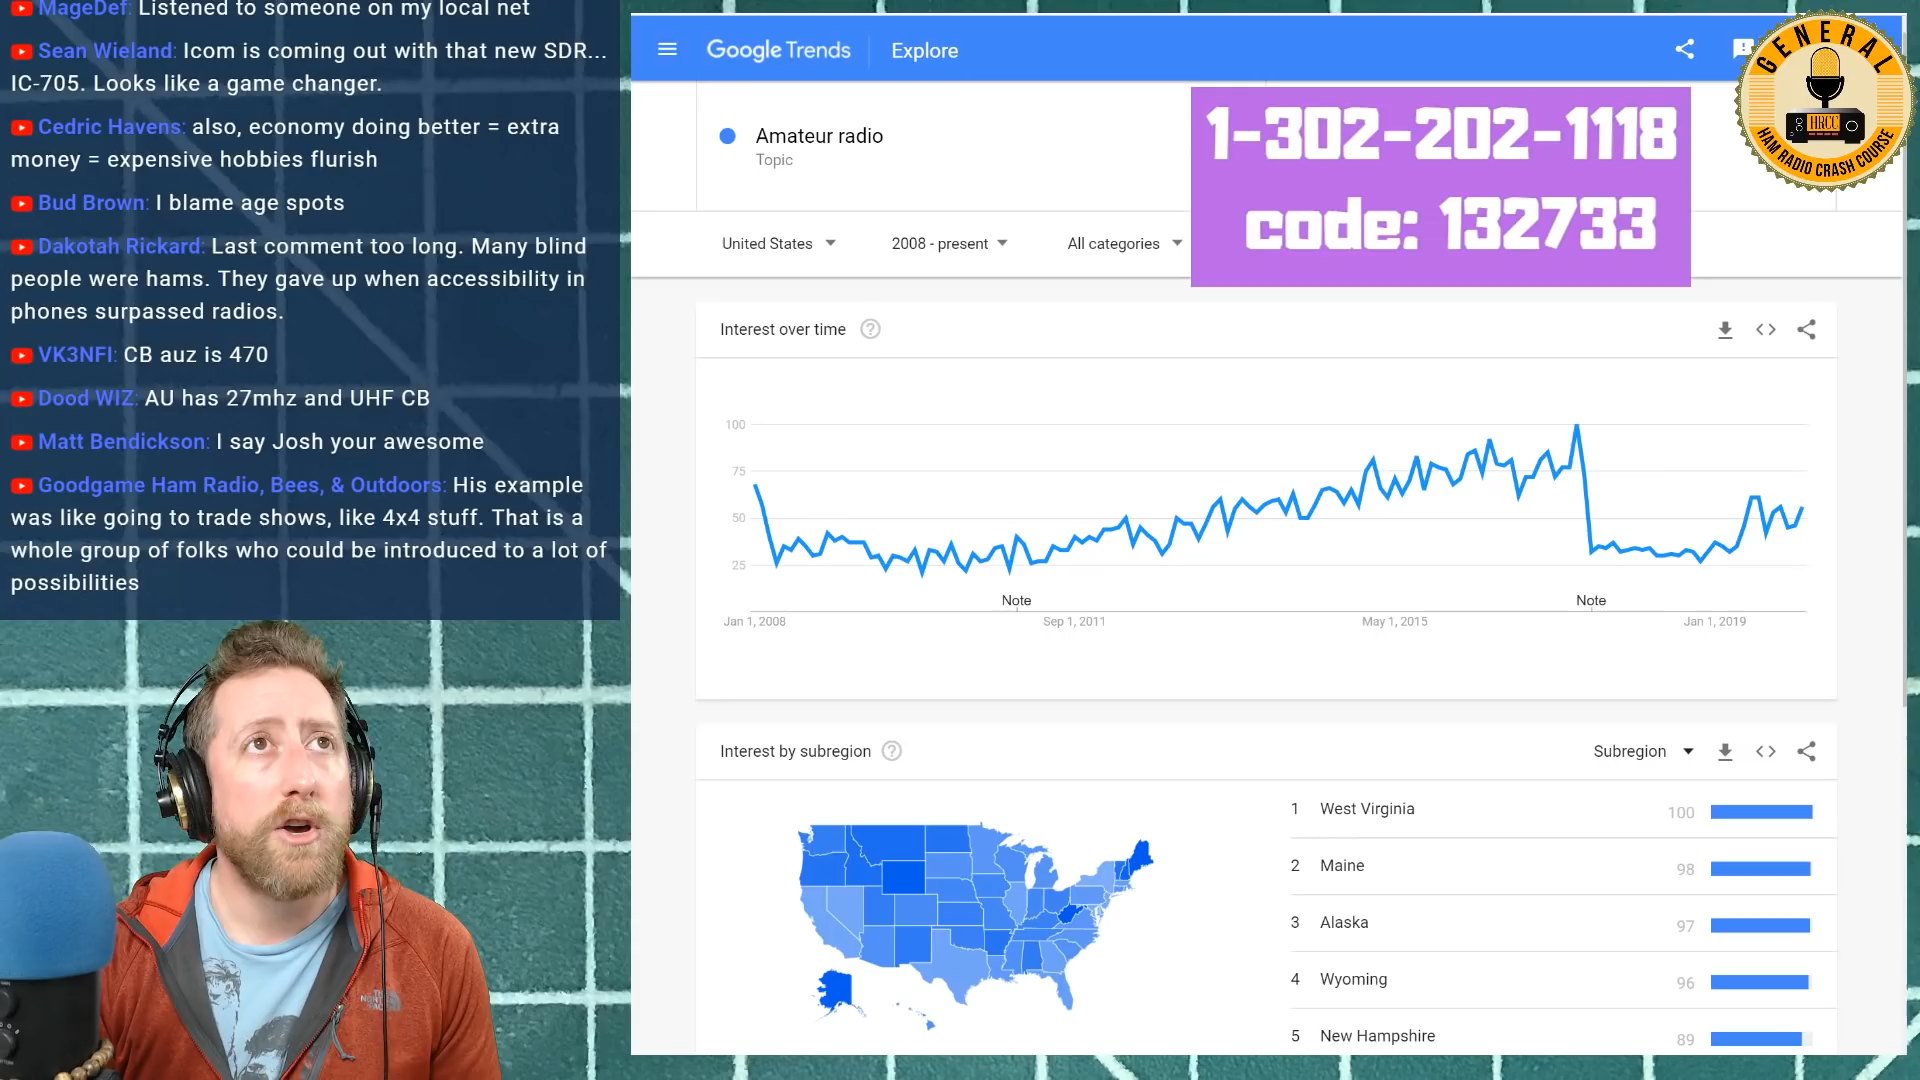 MageDef: Listened to someone on my local net
Sean Wieland: Icom is coming out with that new SDR...
IC-705. Looks like a game changer.
Cedric Havens: also, economy doing better = extra
money = expensive hobbies flurish
Bud Brown: I blame age spots
Dakotah Rickard: Last comment too long. Many blind
people were hams. They gave up when accessibility in
phones surpassed radios.
VK3NFI: CB auz is 470
Dood WIZ: AU has 27mhz and UHF CB
Matt Bendickson: I say Josh your awesome
Goodgame Ham Radio, Bees, & Outdoors: His example
was like going to trade shows, like 4x4 stuff. That is a
whole group of folks who could be introduced to a lot of
possibilities
Google Trends Explore
GENERAL
HRCC
HAM RADIO CRASH COURSE
Amateur radio
Topic
1-302-202-1118
code: 132733
United States 2008 - present All categories
Interest over time
100
75
50
25
Note Note
Jan 1, 2008 Sep 1, 2011 May 1, 2015 Jan 1, 2019
Interest by subregion Subregion
1 West Virginia 100
2 Maine 98
3 Alaska 97
4 Wyoming 96
5 New Hampshire 89
THE
NORTH
FACE